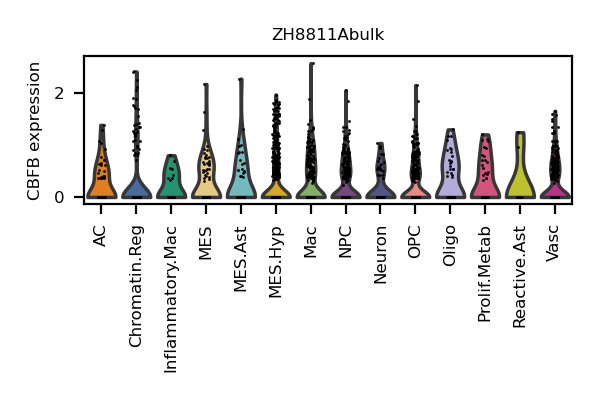 ZH8811Abulk
CBFB expression
2
0
AC
Chromatin.Reg
Inflammatory.Mac
MES
MES.Ast
MES.Hyp
Mac
NPC
Neuron
OPC
Oligo
Prolif.Metab
Reactive.Ast
Vasc